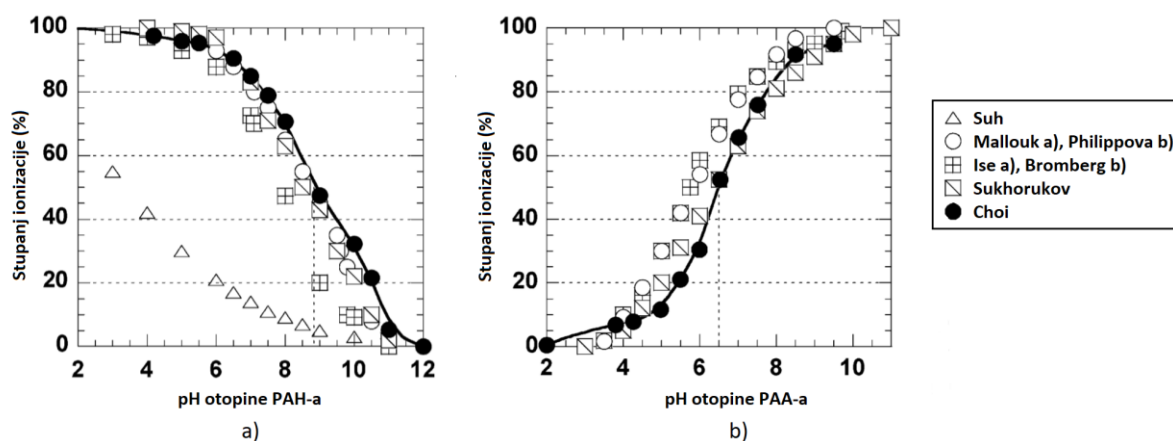 100
80
60
40
20
0
Stupanj ionizacije (%)
2 4 6 8 10 12
pH otopine PAH-a
a)
100
80
60
40
20
0
Stupanj ionizacije (%)
2 4 6 8 10
pH otopine PAA-a
b)
Suh
Mallouk a), Philippova b)
Ise a), Bromberg b)
Sukhorukov
Choi